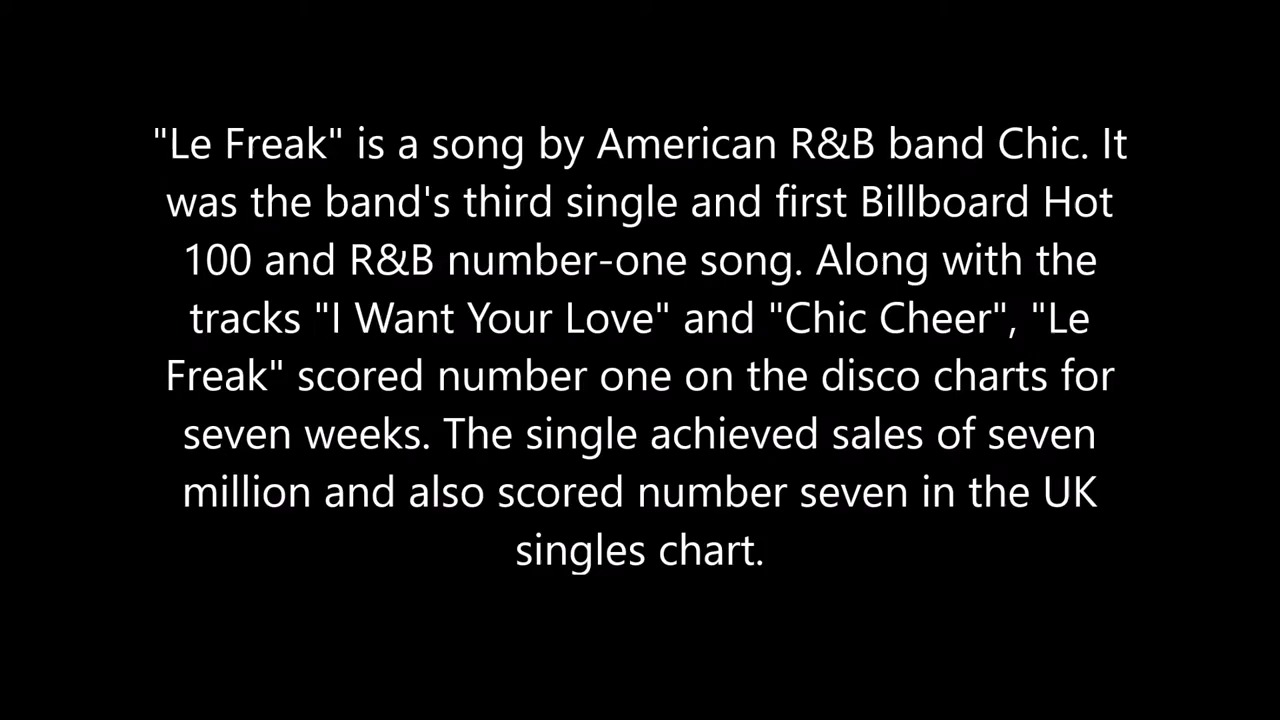 "Le Freak" is a song by American R&B band Chic. It
was the band's third single and first Billboard Hot
100 and R&B number-one song. Along with the
tracks "I Want Your Love" and "Chic Cheer", "Le
Freak" scored number one on the disco charts for
seven weeks. The single achieved sales of seven
million and also scored number seven in the UK
singles chart.